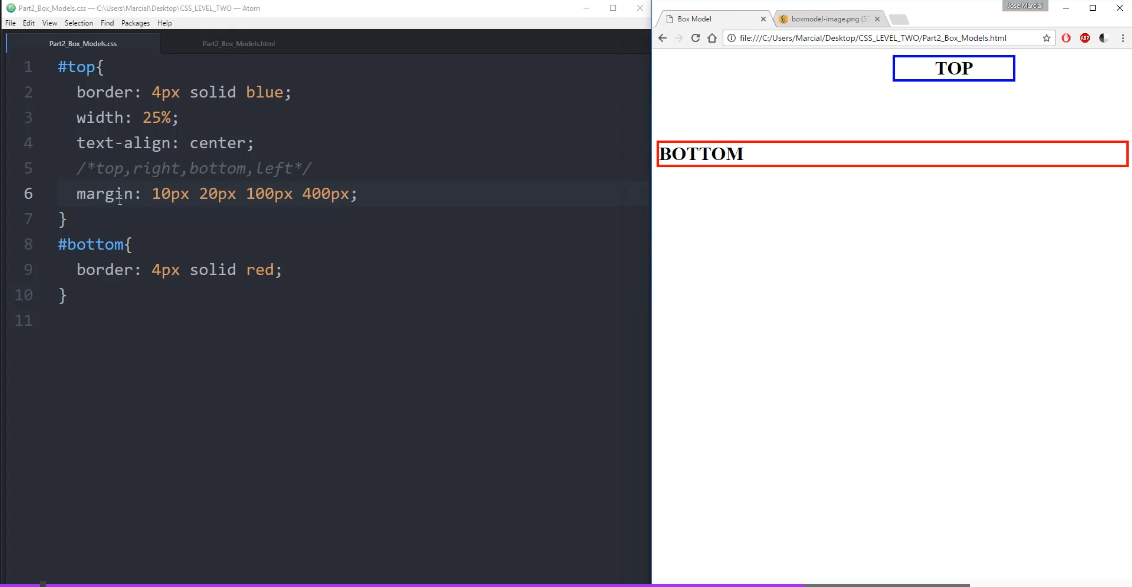 Part2_Box_Models.css — C:\Users\Marcial\Desktop\CSS_LEVEL_TWO — Atom
File Edit View Selection Find Packages Help
Part2_Box_Models.css Part2_Box_Models.html
1 #top{
2 border: 4px solid blue;
3 width: 25%;
4 text-align: center;
5 /*top,right,bottom,left*/
6 margin: 10px 20px 100px 400px;
7 }
8 #bottom{
9 border: 4px solid red;
10 }
11
Jose Marcia
Box Model boxmodel-image.png (5
file:///C:/Users/Marcial/Desktop/CSS_LEVEL_TWO/Part2_Box_Models.html
ABP
TOP
BOTTOM